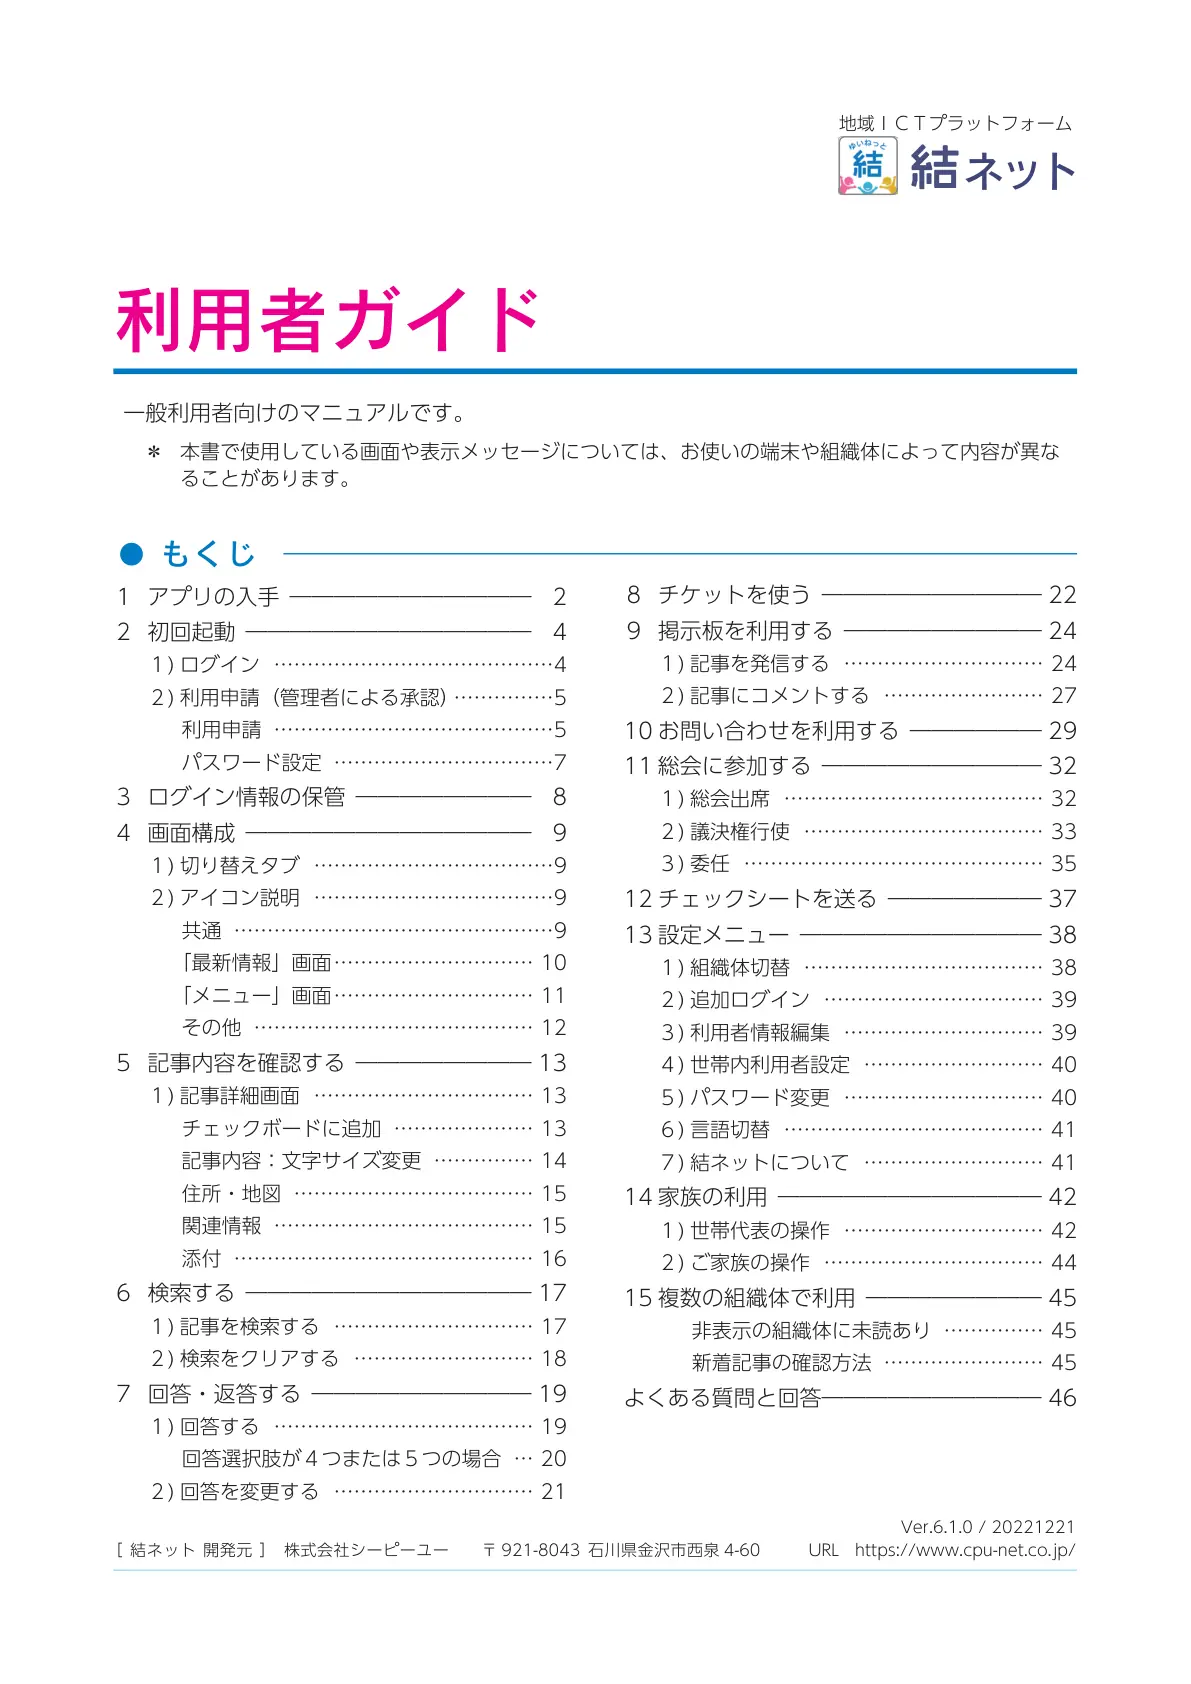 地域ＩＣＴプラットフォーム
ゆいねっと
結
結ネット
利用者ガイド
一般利用者向けのマニュアルです。
＊ 本書で使用している画面や表示メッセージについては、お使いの端末や組織体によって内容が異な
ることがあります。
● もくじ
1 アプリの入手 ―――――――――――― 2
2 初回起動 ――――――――――――― 4
1) ログイン ……………………………………4
2) 利用申請（管理者による承認）……………5
利用申請 ……………………………………5
パスワード設定 ……………………………7
3 ログイン情報の保管 ―――――――― 8
4 画面構成 ――――――――――――― 9
1) 切り替えタブ ………………………………9
2) アイコン説明 ………………………………9
共通 …………………………………………9
「最新情報」画面………………………… 10
「メニュー」画面………………………… 11
その他 …………………………………… 12
5 記事内容を確認する ―――――――― 13
1) 記事詳細画面 …………………………… 13
チェックボードに追加 ………………… 13
記事内容：文字サイズ変更 …………… 14
住所・地図 ……………………………… 15
関連情報 ………………………………… 15
添付 ……………………………………… 16
6 検索する ――――――――――――― 17
1) 記事を検索する ………………………… 17
2) 検索をクリアする ……………………… 18
7 回答・返答する ―――――――――― 19
1) 回答する ………………………………… 19
回答選択肢が４つまたは５つの場合 … 20
2) 回答を変更する ………………………… 21
8 チケットを使う ―――――――――― 22
9 掲示板を利用する ――――――――― 24
1) 記事を発信する ………………………… 24
2) 記事にコメントする …………………… 27
10 お問い合わせを利用する ―――――― 29
11 総会に参加する ―――――――――― 32
1) 総会出席 ………………………………… 32
2) 議決権行使 ……………………………… 33
3) 委任 ……………………………………… 35
12 チェックシートを送る ――――――― 37
13 設定メニュー ――――――――――― 38
1) 組織体切替 ……………………………… 38
2) 追加ログイン …………………………… 39
3) 利用者情報編集 ………………………… 39
4) 世帯内利用者設定 ……………………… 40
5) パスワード変更 ………………………… 40
6) 言語切替 ………………………………… 41
7) 結ネットについて ……………………… 41
14 家族の利用 ―――――――――――― 42
1) 世帯代表の操作 ………………………… 42
2) ご家族の操作 …………………………… 44
15 複数の組織体で利用 ―――――――― 45
非表示の組織体に未読あり …………… 45
新着記事の確認方法 …………………… 45
よくある質問と回答―――――――――― 46
Ver.6.1.0 / 20221221
[ 結ネット 開発元 ] 株式会社シーピーユー 〒921-8043 石川県金沢市西泉 4-60 URL https://www.cpu-net.co.jp/